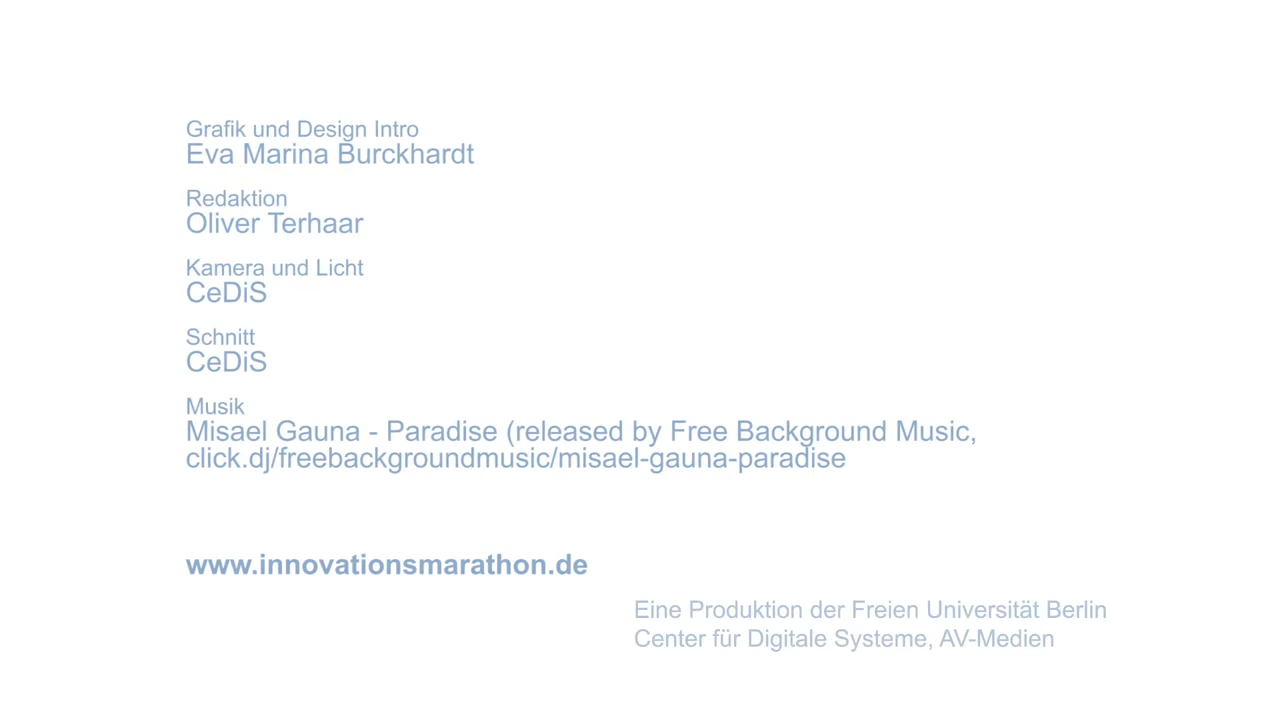 Grafik und Design Intro
Eva Marina Burckhardt
Redaktion
Oliver Terhaar
Kamera und Licht
CeDiS
Schnitt
CeDiS
Musik
Misael Gauna - Paradise (released by Free Background Music,
click.dj/freebackgroundmusic/misael-gauna-paradise
www.innovationsmarathon.de
Eine Produktion der Freien Universität Berlin
Center für Digitale Systeme, AV-Medien